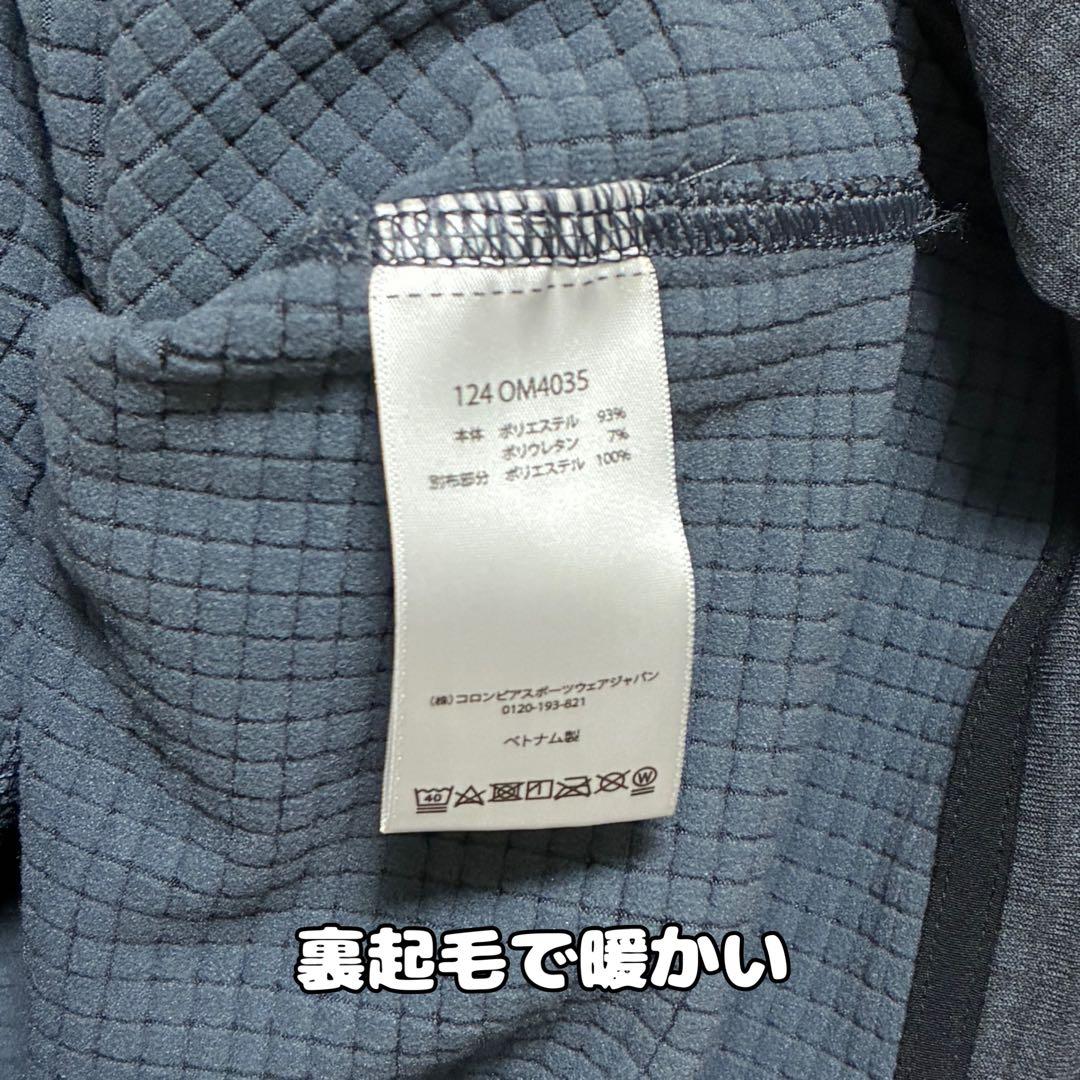 124 OM4035
本体 ポリエステル 93%
ポリウレタン 7%
別布部分 ポリエステル 100%
(株)コロンビアスポーツウェアジャパン
0120-193-821
ベトナム製
40 W
裏起毛で暖かい